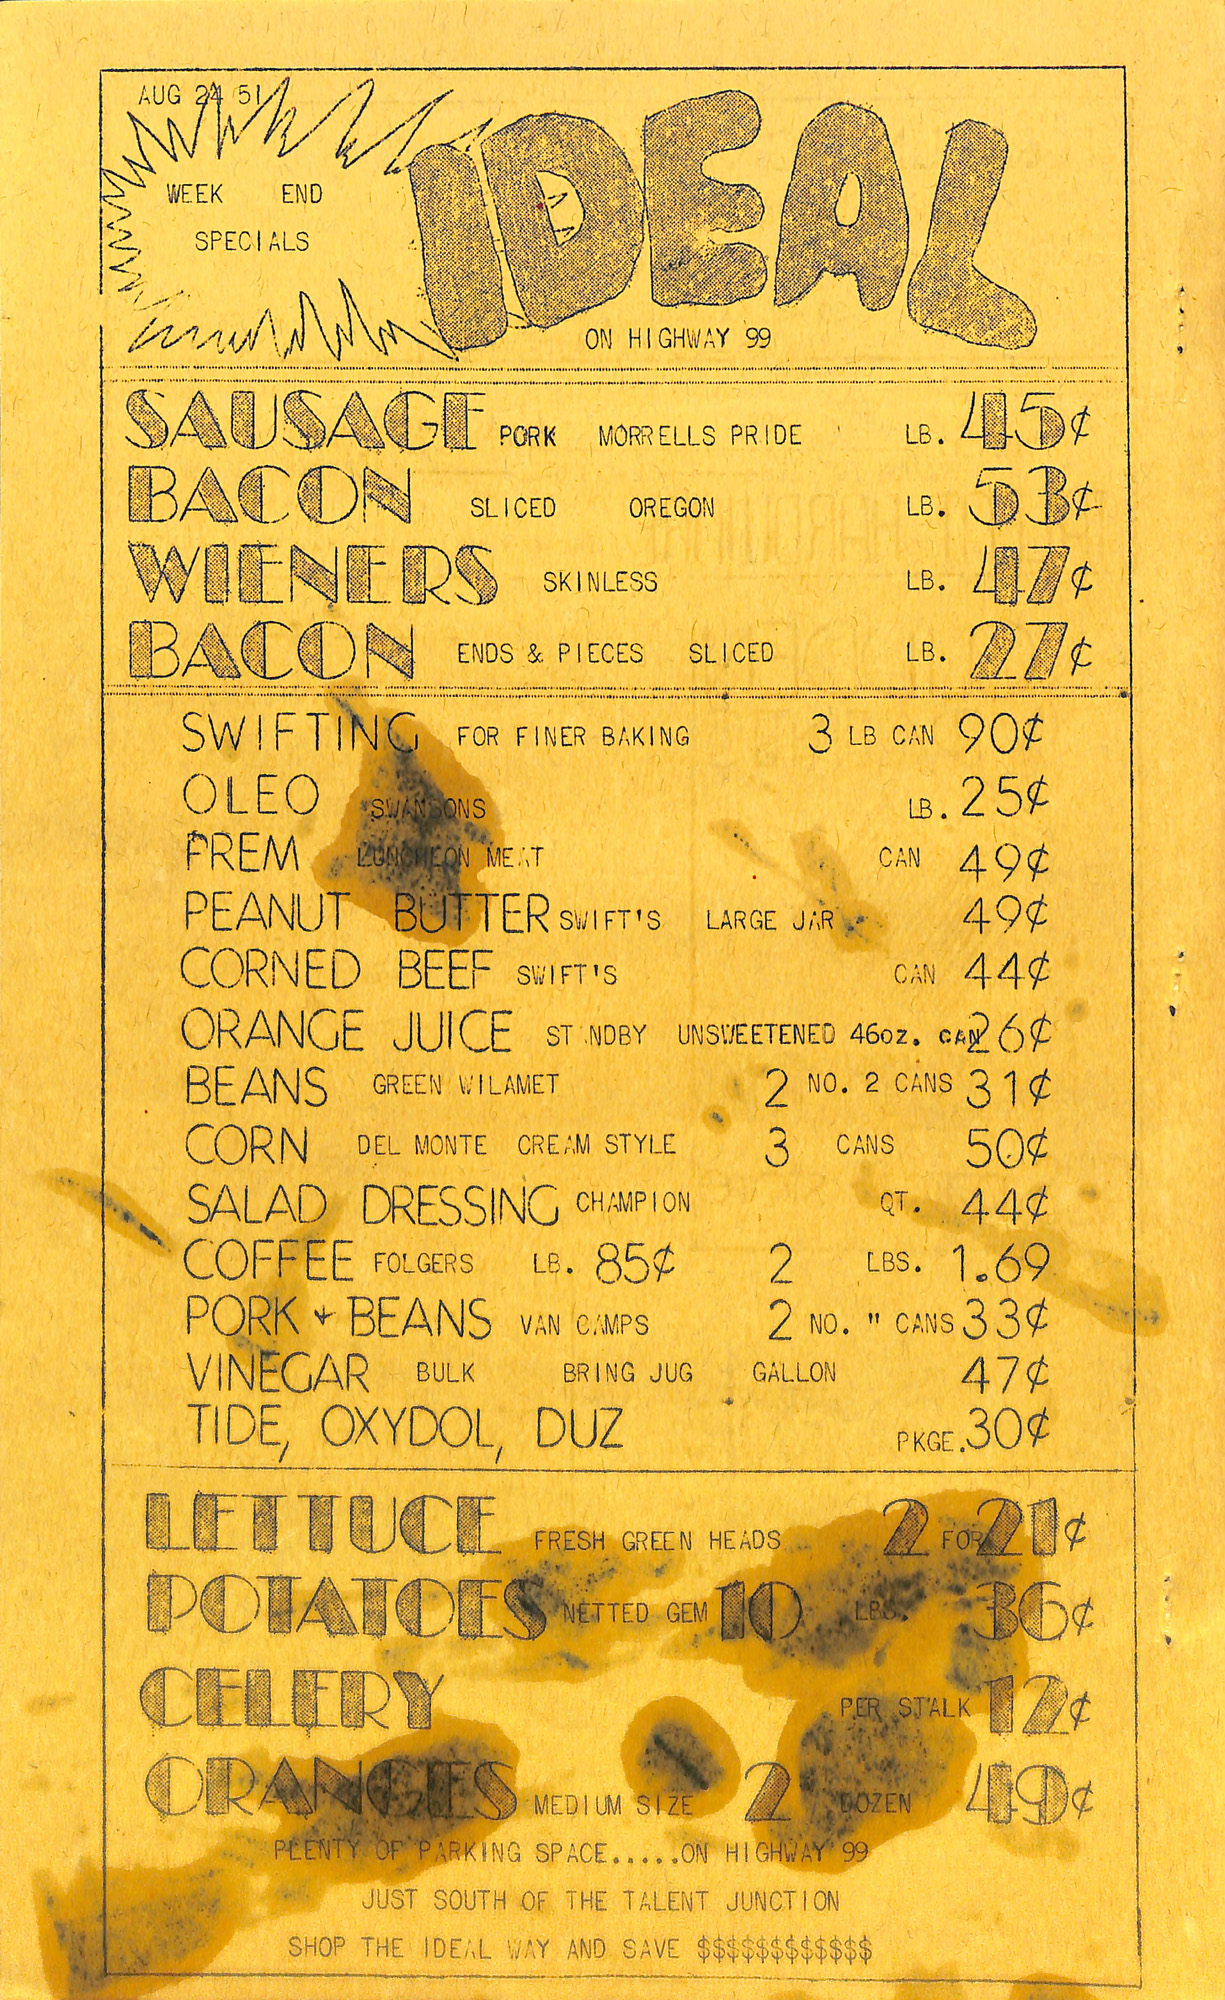 AUG 24 51
WEEK END
SPECIALS
IDEAL
ON HIGHWAY 99
SAUSAGE PORK MORRELLS PRIDE LB. 45¢
BACON SLICED OREGON LB. 53¢
WIENERS SKINLESS LB. 47¢
BACON ENDS & PIECES SLICED LB. 27¢
SWIFTING FOR FINER BAKING 3 LB CAN 90¢
OLEO SWANSONS LB. 25¢
PREM LUNCHEON MEAT CAN 49¢
PEANUT BUTTER SWIFT'S LARGE JAR 49¢
CORNED BEEF SWIFT'S CAN 44¢
ORANGE JUICE STANDBY UNSWEETENED 46oz. CAN 26¢
BEANS GREEN WILAMET 2 NO. 2 CANS 31¢
CORN DEL MONTE CREAM STYLE 3 CANS 50¢
SALAD DRESSING CHAMPION QT. 44¢
COFFEE FOLGERS LB. 85¢ 2 LBS. 1.69
PORK + BEANS VAN CAMPS 2 NO. " CANS 33¢
VINEGAR BULK BRING JUG GALLON 47¢
TIDE, OXYDOL, DUZ PKGE. 30¢
LETTUCE FRESH GREEN HEADS 2 FOR 21¢
POTATOES NETTED GEM 10 LBS. 36¢
CELERY PER STALK 12¢
ORANGES MEDIUM SIZE 2 DOZEN 49¢
PLENTY OF PARKING SPACE.....ON HIGHWAY 99
JUST SOUTH OF THE TALENT JUNCTION
SHOP THE IDEAL WAY AND SAVE $$$$$$$$$$$$